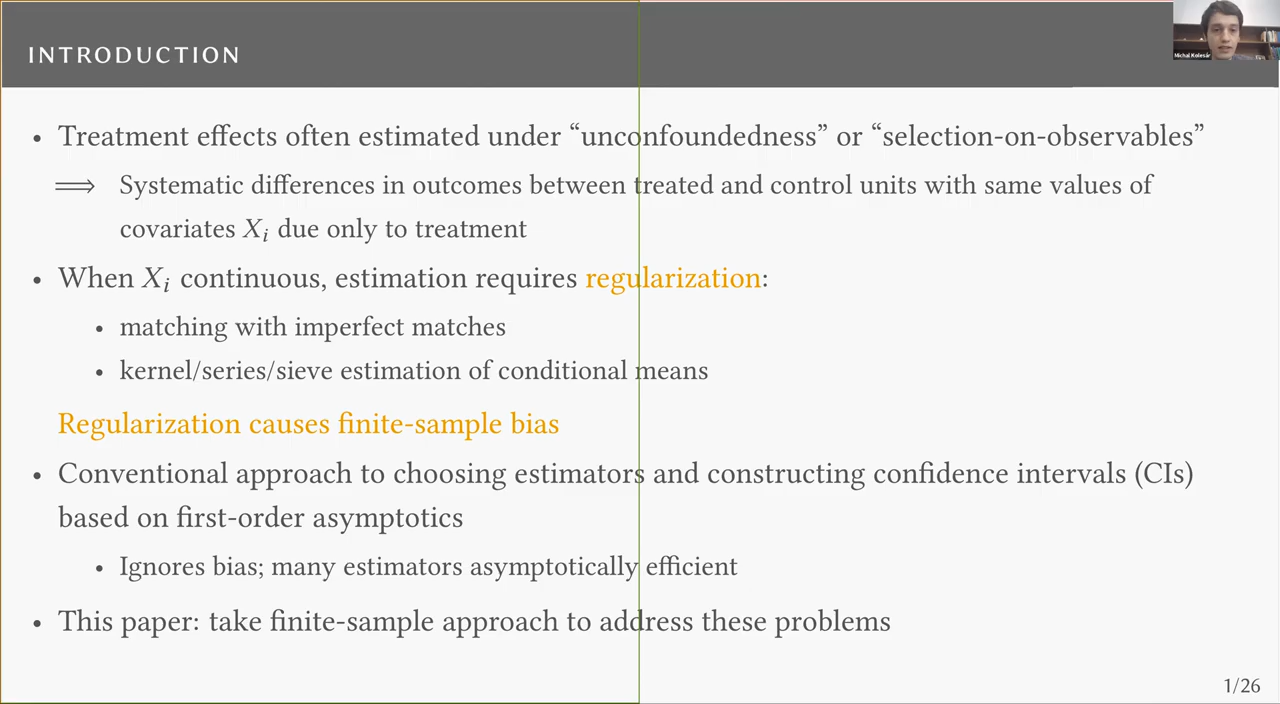 INTRODUCTION
Michal Kolesár
• Treatment effects often estimated under “unconfoundedness” or “selection-on-observables”
⟹ Systematic differences in outcomes between treated and control units with same values of
covariates Xᵢ due only to treatment
• When Xᵢ continuous, estimation requires regularization:
• matching with imperfect matches
• kernel/series/sieve estimation of conditional means
Regularization causes finite-sample bias
• Conventional approach to choosing estimators and constructing confidence intervals (CIs)
based on first-order asymptotics
• Ignores bias; many estimators asymptotically efficient
• This paper: take finite-sample approach to address these problems
1/26